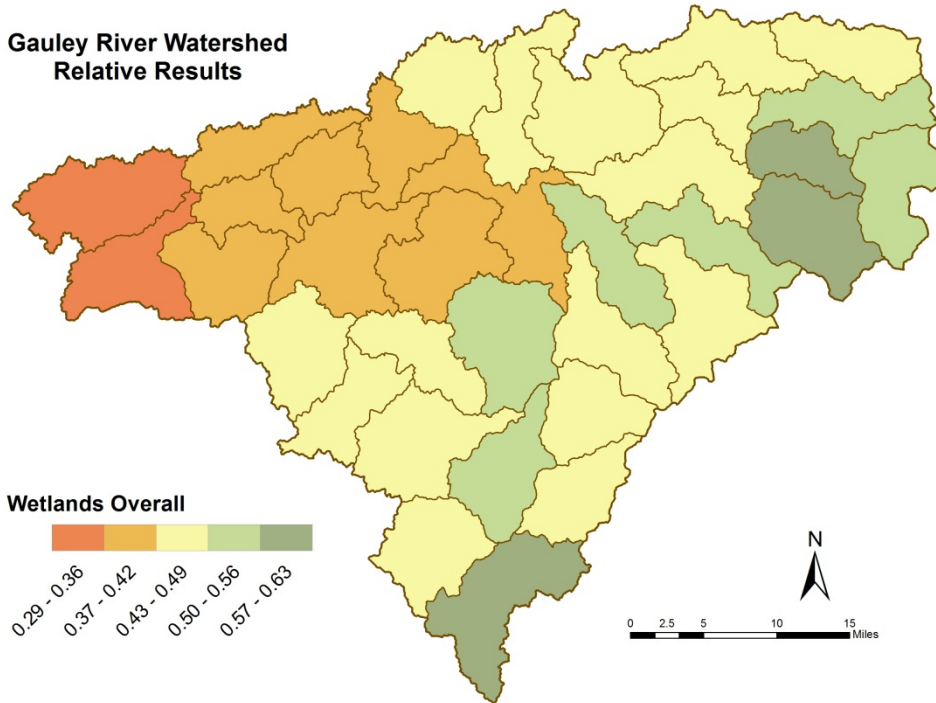 Gauley River Watershed
Relative Results
Wetlands Overall
0.29 - 0.36
0.37 - 0.42
0.43 - 0.49
0.50 - 0.56
0.57 - 0.63
N
0 2.5 5 10 15
Miles